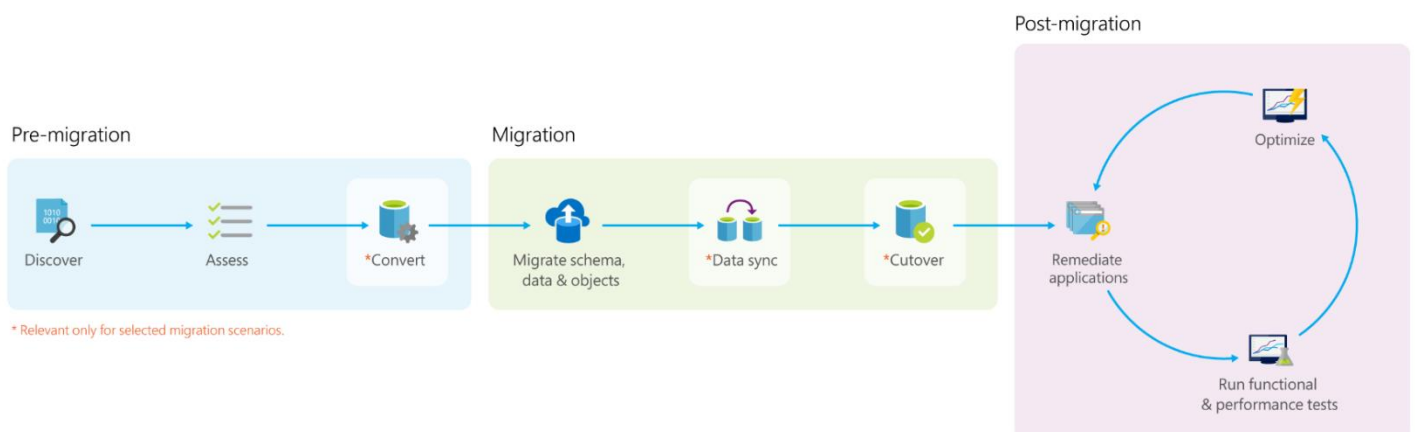 Post-migration
Optimize
Pre-migration
Migration
1010
0010
Discover
Assess
*Convert
Migrate schema,
data & objects
*Data sync
*Cutover
Remediate
applications
* Relevant only for selected migration scenarios.
Run functional
& performance tests